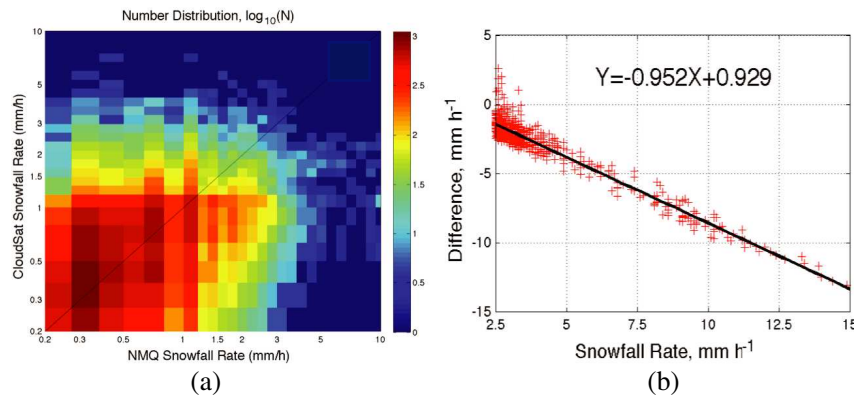 Number Distribution, log10(N)
10
5
3
2
1.5
1
0.5
0.3
0.2
CloudSat Snowfall Rate (mm/h)
0.2 0.3 0.5 1 1.5 2 3 5 10
NMQ Snowfall Rate (mm/h)
3
2.5
2
1.5
1
0.5
0
(a)
(b)
Y=-0.952X+0.929
5
0
-5
-10
-15
Difference, mm h-1
2.5 5 7.5 10 12.5 15
Snowfall Rate, mm h-1